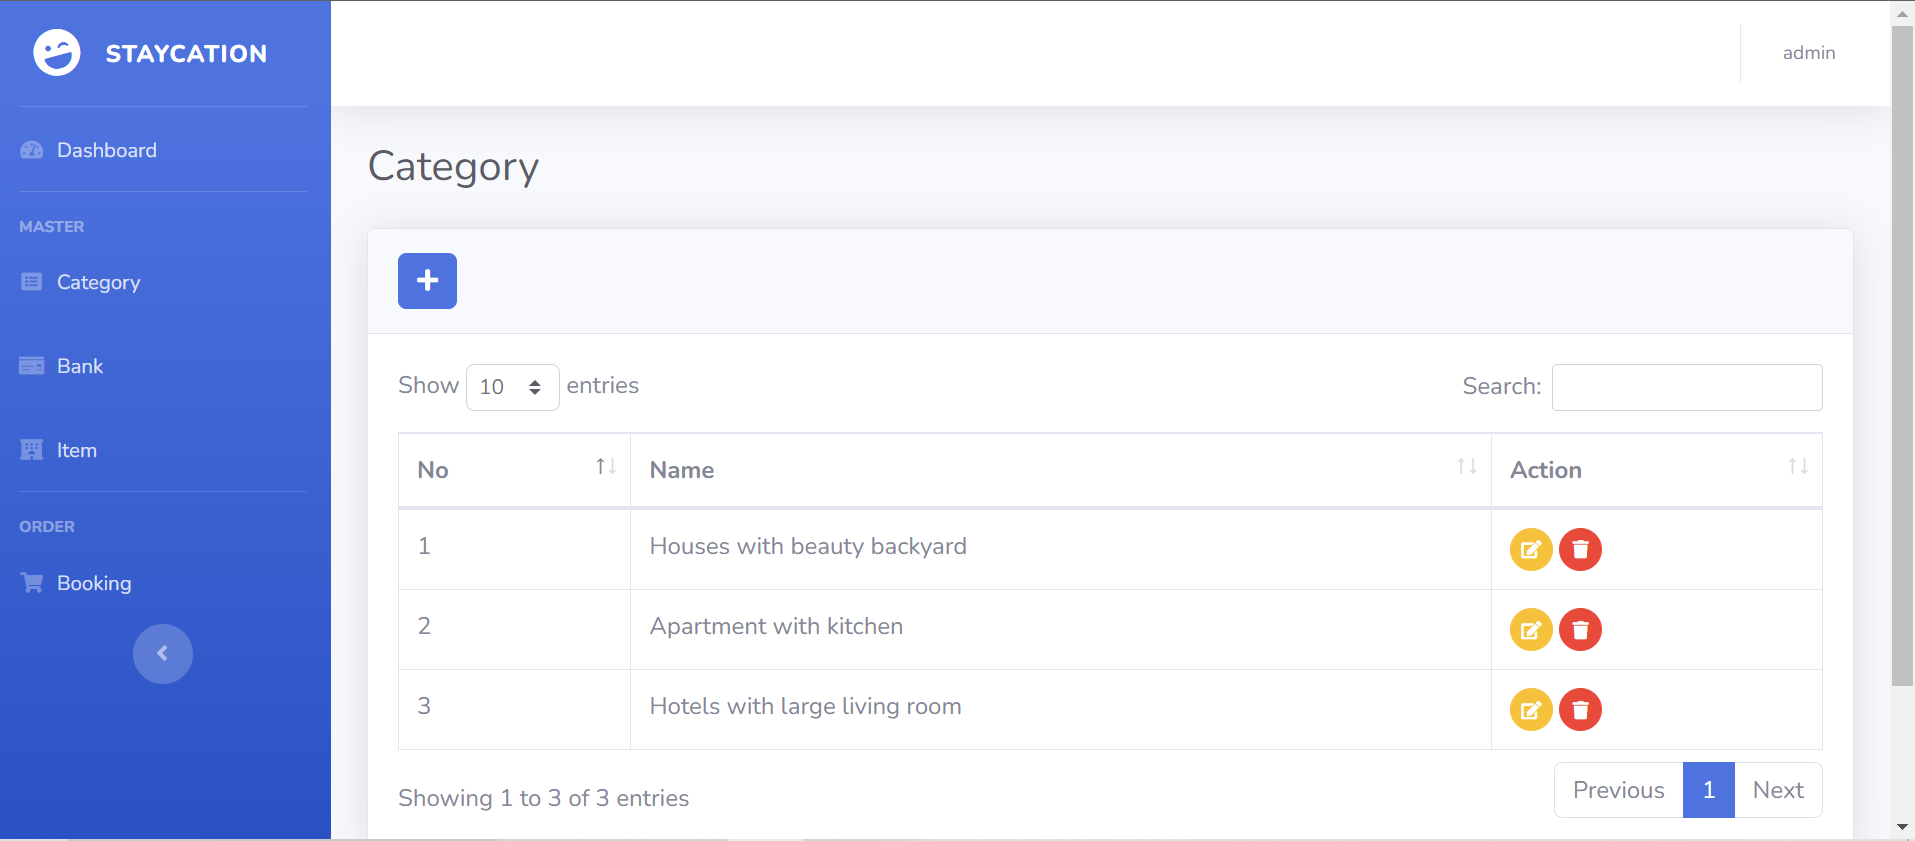 STAYCATION
admin
Dashboard
MASTER
Category
Bank
Item
ORDER
Booking
Category
Show 10 entries
Search:
No Name Action
1 Houses with beauty backyard
2 Apartment with kitchen
3 Hotels with large living room
Showing 1 to 3 of 3 entries
Previous 1 Next